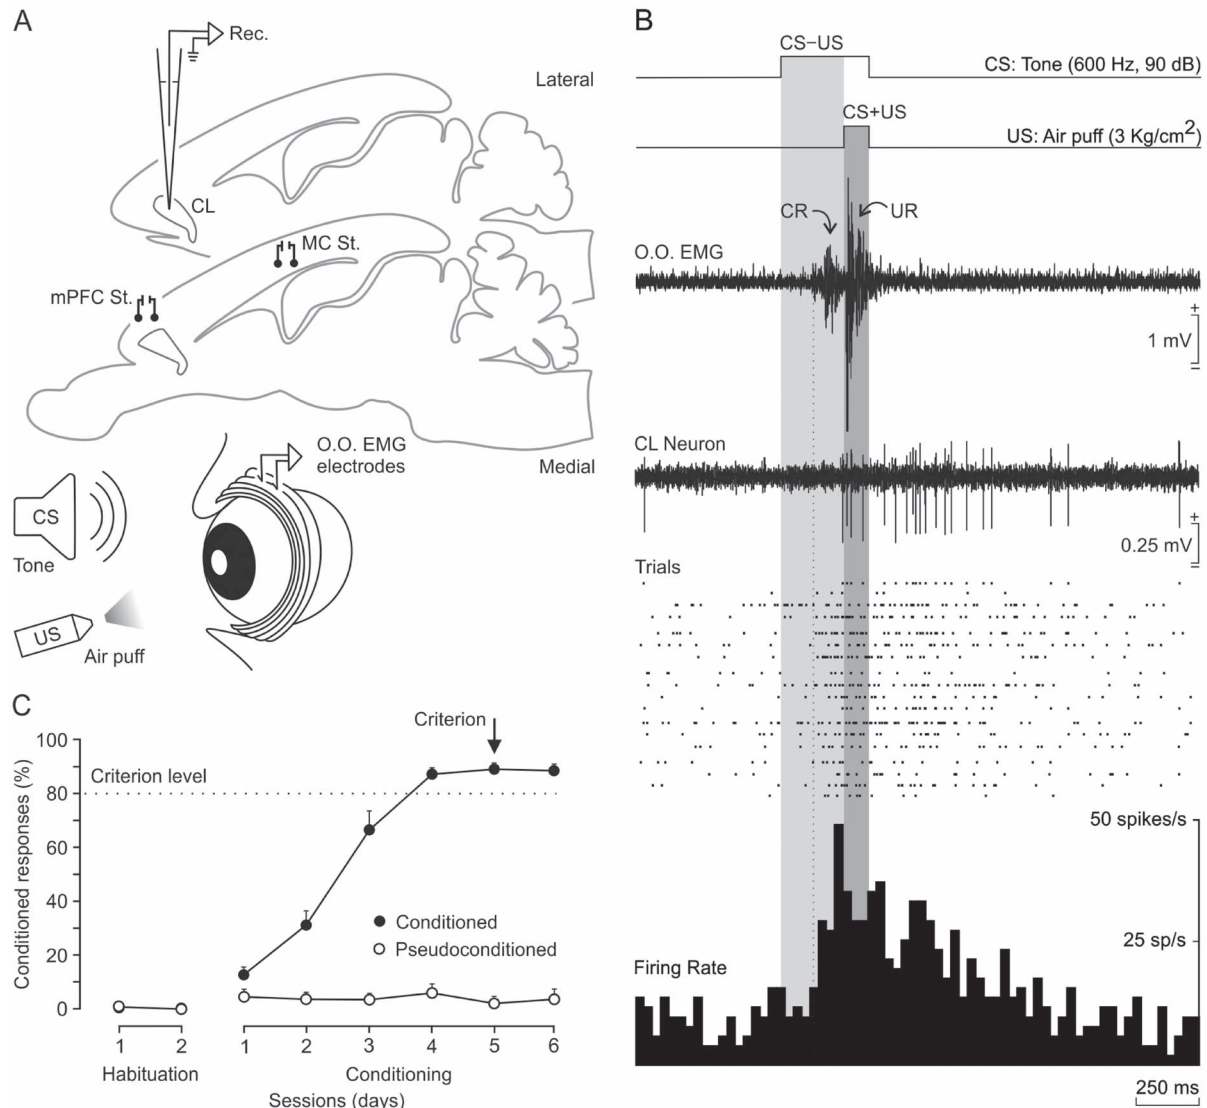 A
Rec.
Lateral
CL
MC St.
mPFC St.
O.O. EMG
electrodes
Medial
CS
Tone
US
Air puff
B
CS−US
CS: Tone (600 Hz, 90 dB)
CS+US
US: Air puff (3 Kg/cm2)
CR
UR
O.O. EMG
+
1 mV
=
CL Neuron
+
0.25 mV
=
Trials
50 spikes/s
25 sp/s
Firing Rate
250 ms
C
Criterion
Criterion level
Conditioned responses (%)
100
80
60
40
20
0
Conditioned
Pseudoconditioned
1 2 1 2 3 4 5 6
Habituation Conditioning
Sessions (days)